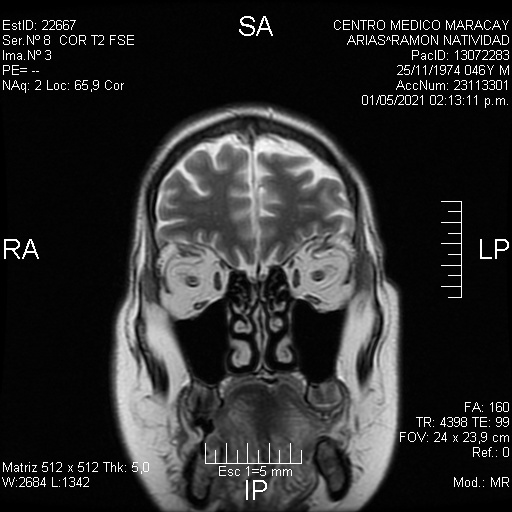 EstID: 22667
Ser.Nº 8 COR T2 FSE
Ima.Nº 3
PE= --
NAq: 2 Loc: 65,9 Cor
SA
CENTRO MEDICO MARACAY
ARIAS^RAMON NATIVIDAD
PacID: 13072283
25/11/1974 046Y M
AccNum: 23113301
01/05/2021 02:13:11 p.m.
RA
LP
Matriz 512 x 512 Thk: 5,0
W:2684 L:1342
Esc 1=5 mm
IP
FA: 160
TR: 4398 TE: 99
FOV: 24 x 23,9 cm
Ref.: 0
Mod.: MR